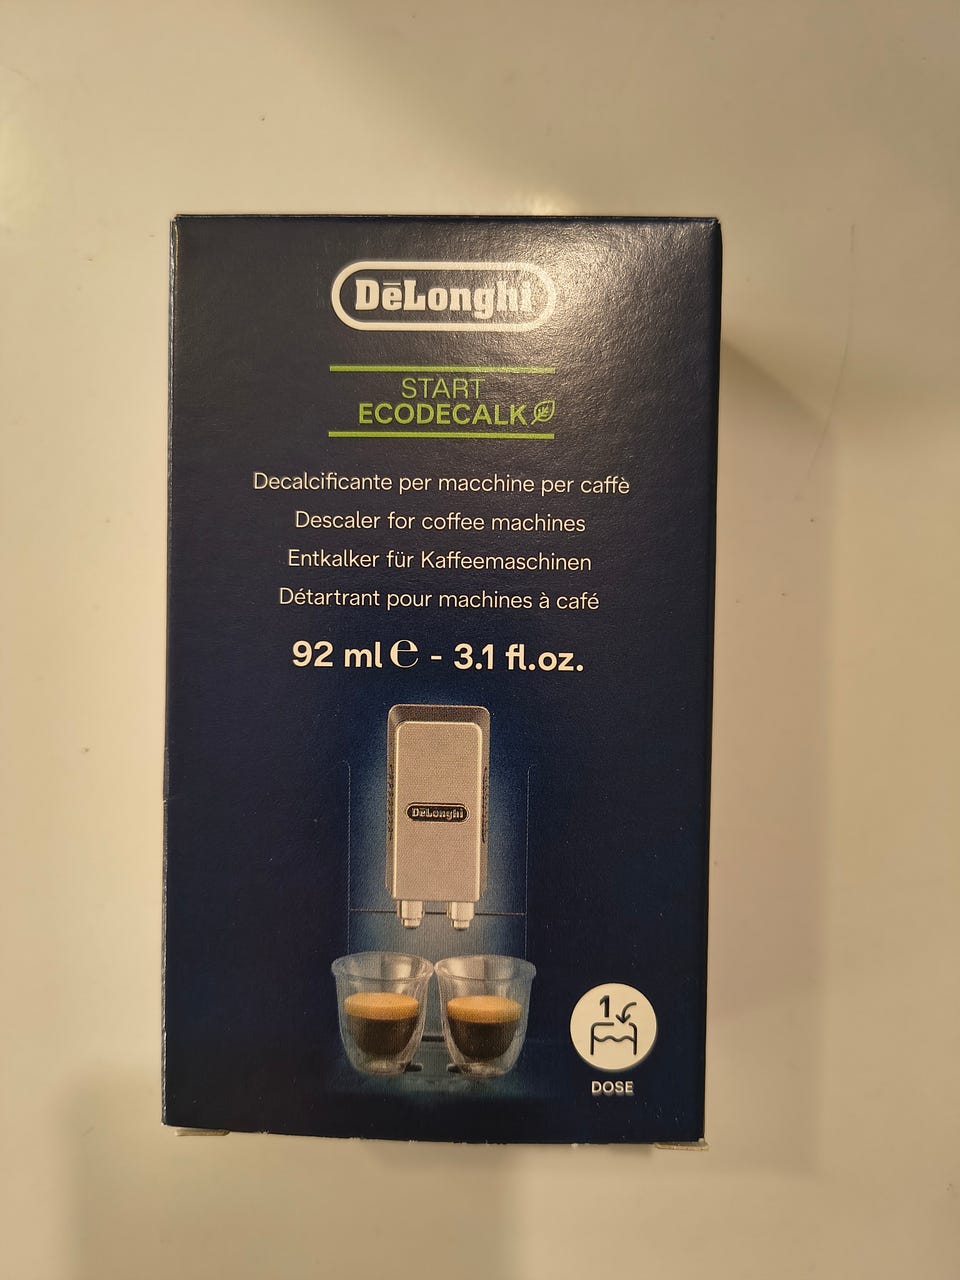 DēLonghi
START
ECODECALK
Decalcificante per macchine per caffè
Descaler for coffee machines
Entkalker für Kaffeemaschinen
Détartrant pour machines à café
92 ml ℮ - 3.1 fl.oz.
DēLonghi
1
DOSE